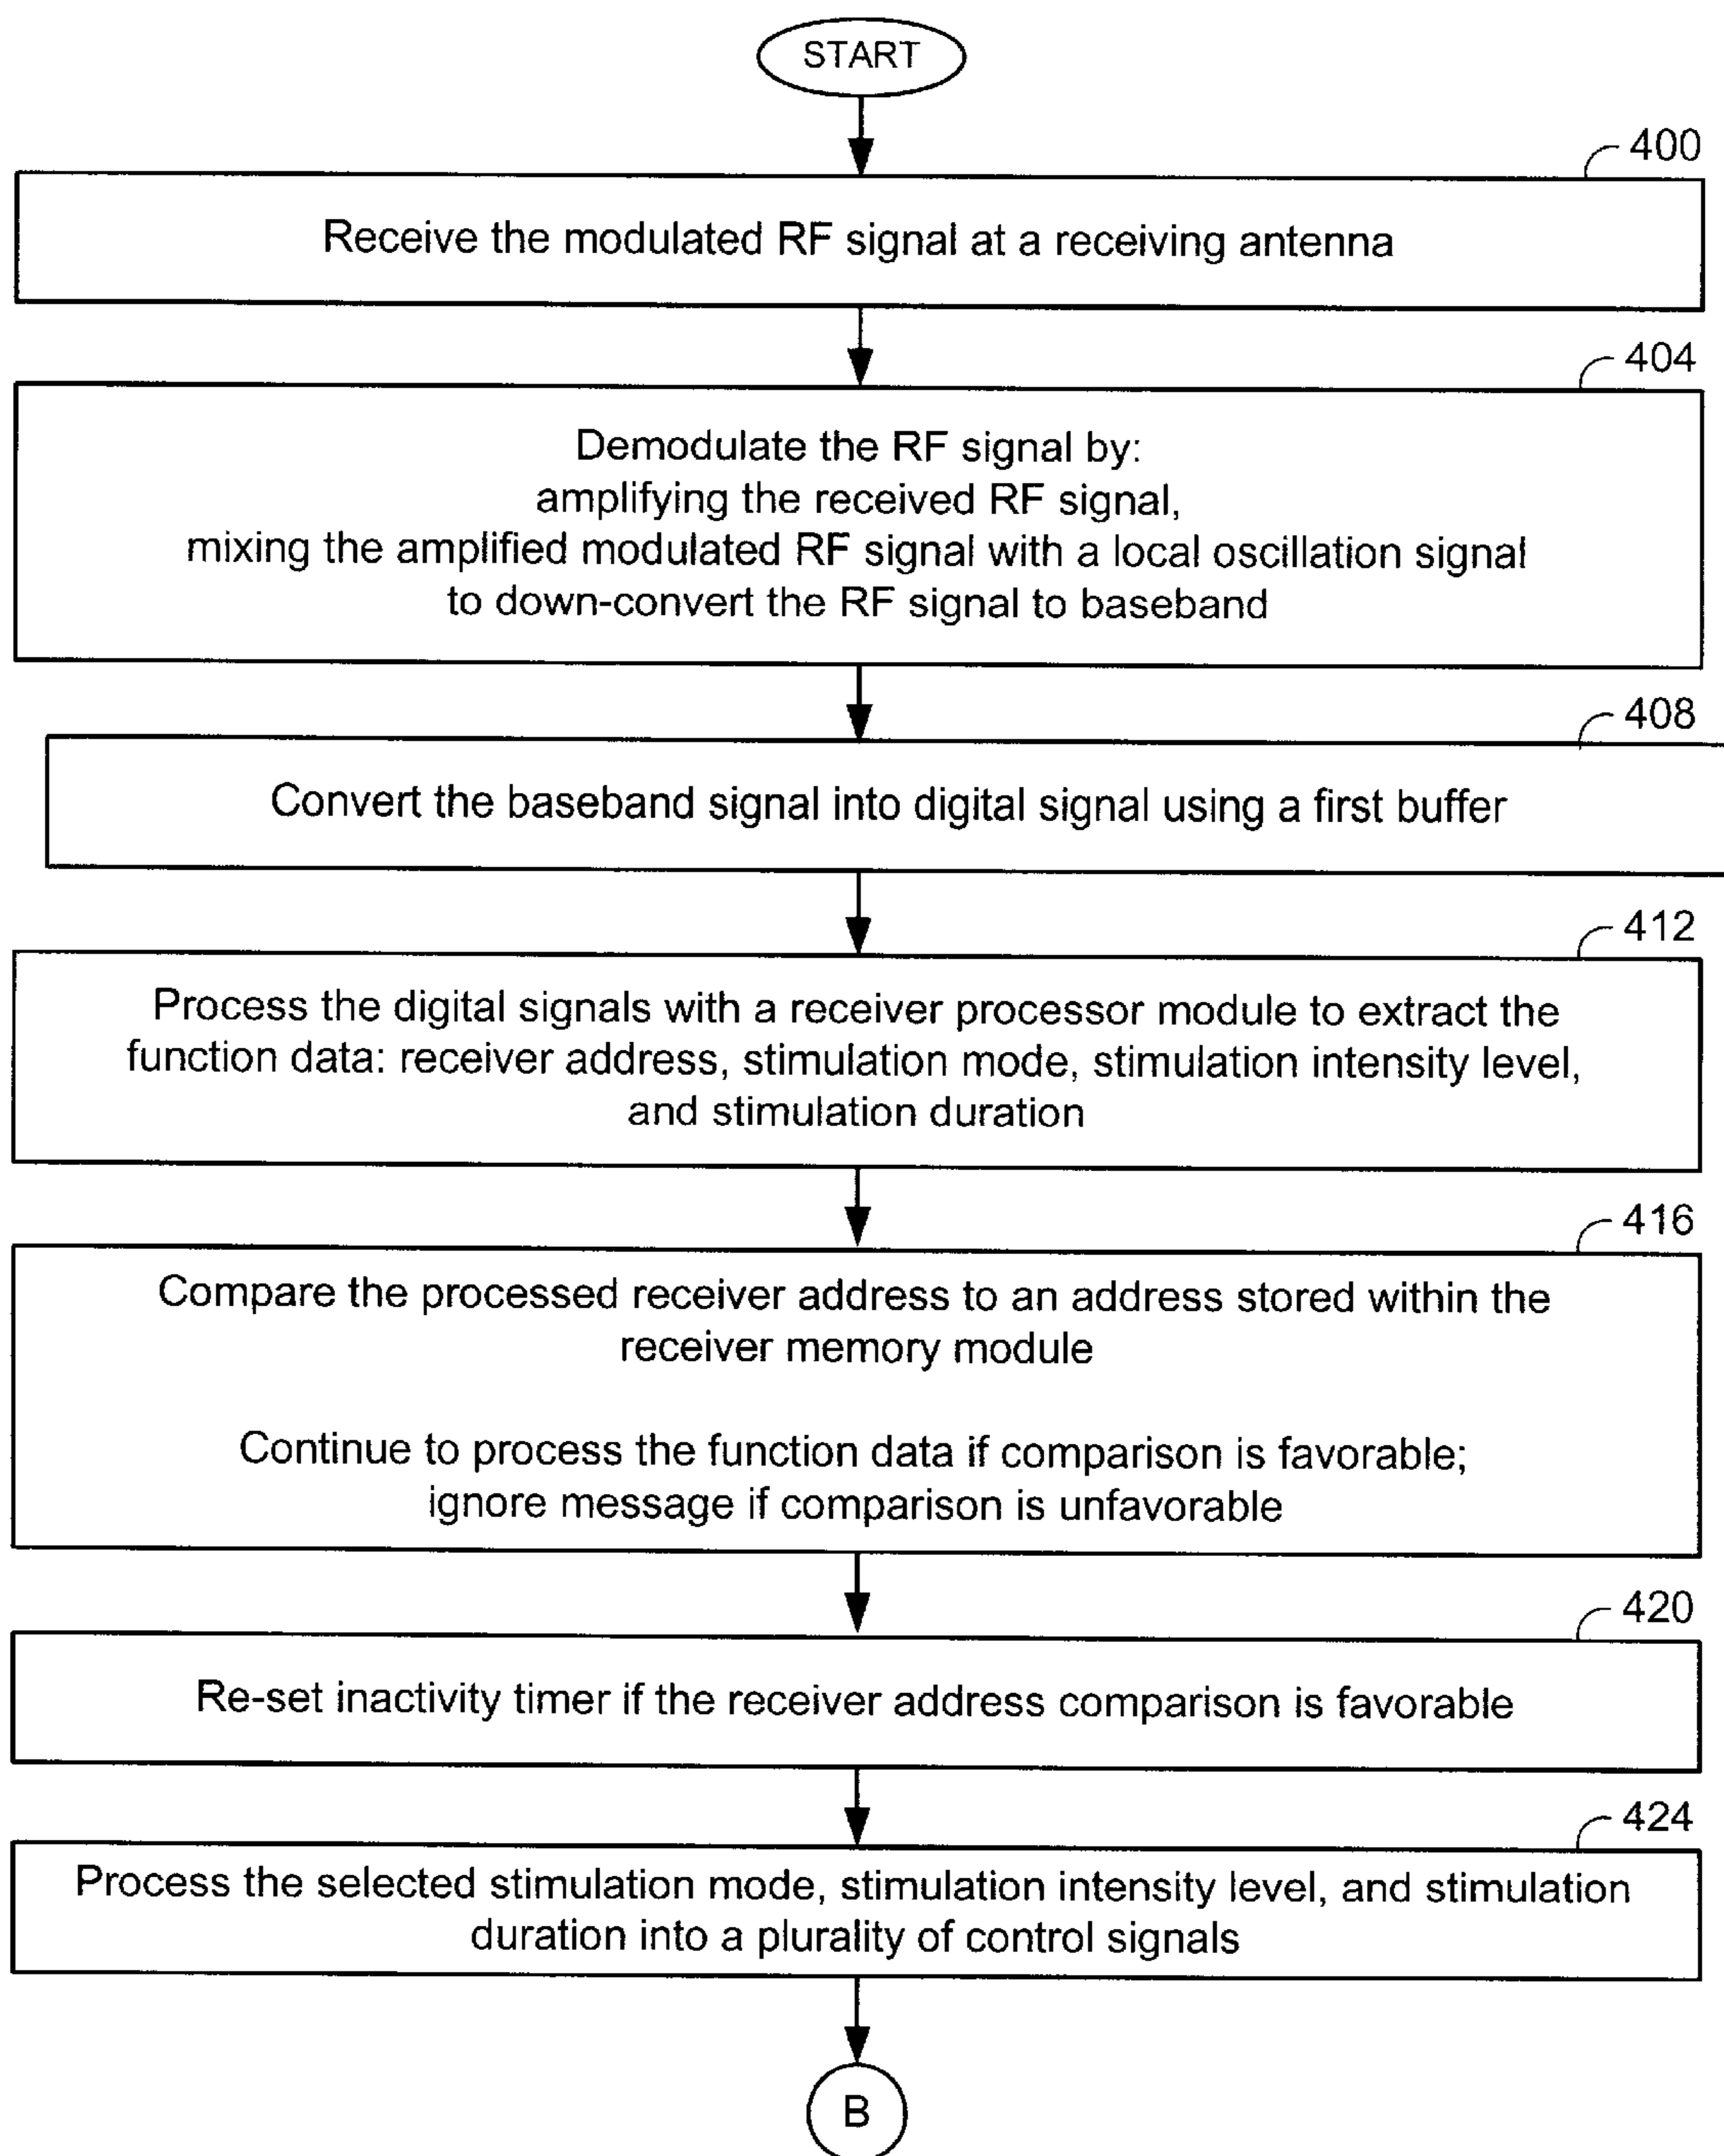 START
400
Receive the modulated RF signal at a receiving antenna
404
Demodulate the RF signal by:
amplifying the received RF signal,
mixing the amplified modulated RF signal with a local oscillation signal
to down-convert the RF signal to baseband
408
Convert the baseband signal into digital signal using a first buffer
412
Process the digital signals with a receiver processor module to extract the
function data: receiver address, stimulation mode, stimulation intensity level,
and stimulation duration
416
Compare the processed receiver address to an address stored within the
receiver memory module
Continue to process the function data if comparison is favorable;
ignore message if comparison is unfavorable
420
Re-set inactivity timer if the receiver address comparison is favorable
424
Process the selected stimulation mode, stimulation intensity level, and stimulation
duration into a plurality of control signals
B